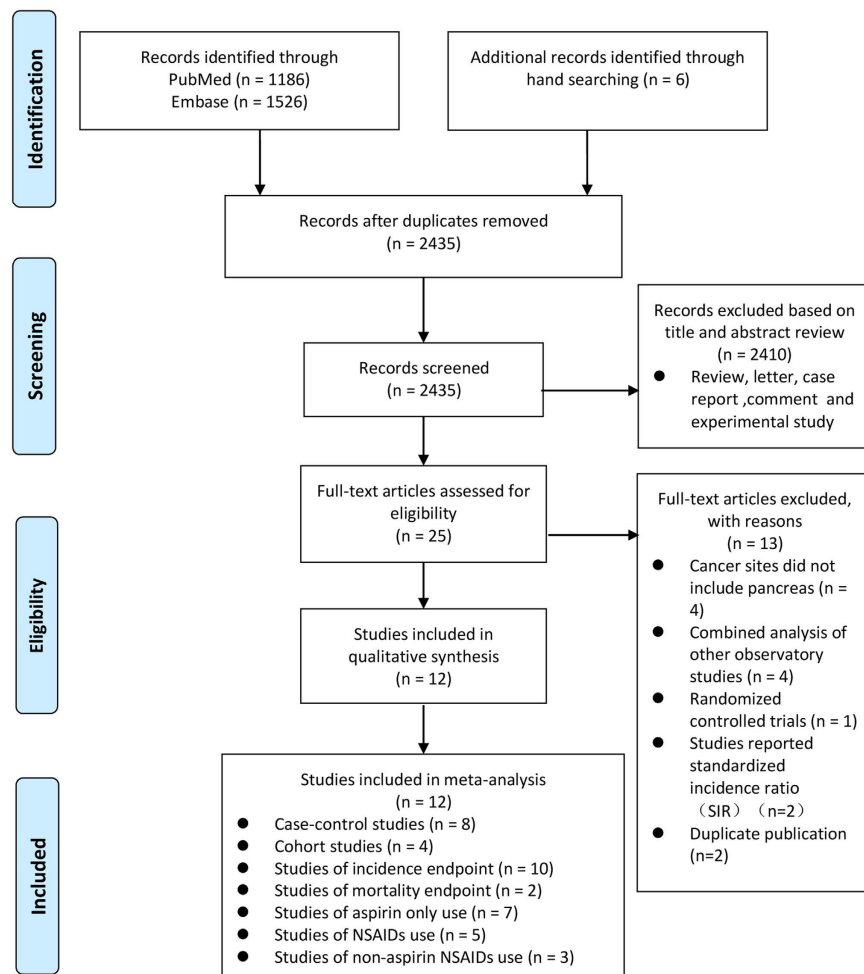 Identification
Records identified through
PubMed (n = 1186)
Embase (n = 1526)
Additional records identified through
hand searching (n = 6)
Records after duplicates removed
(n = 2435)
Screening
Records screened
(n = 2435)
Records excluded based on
title and abstract review
(n = 2410)
● Review, letter, case
report ,comment and
experimental study
Eligibility
Full-text articles assessed for
eligibility
(n = 25)
Full-text articles excluded,
with reasons
(n = 13)
● Cancer sites did not
include pancreas (n =
4)
● Combined analysis of
other observatory
studies (n = 4)
● Randomized
controlled trials (n = 1)
● Studies reported
standardized
incidence ratio
（SIR）（n=2）
● Duplicate publication
(n=2)
Studies included in
qualitative synthesis
(n = 12)
Included
Studies included in meta-analysis
(n = 12)
● Case-control studies (n = 8)
● Cohort studies (n = 4)
● Studies of incidence endpoint (n = 10)
● Studies of mortality endpoint (n = 2)
● Studies of aspirin only use (n = 7)
● Studies of NSAIDs use (n = 5)
● Studies of non-aspirin NSAIDs use (n = 3)